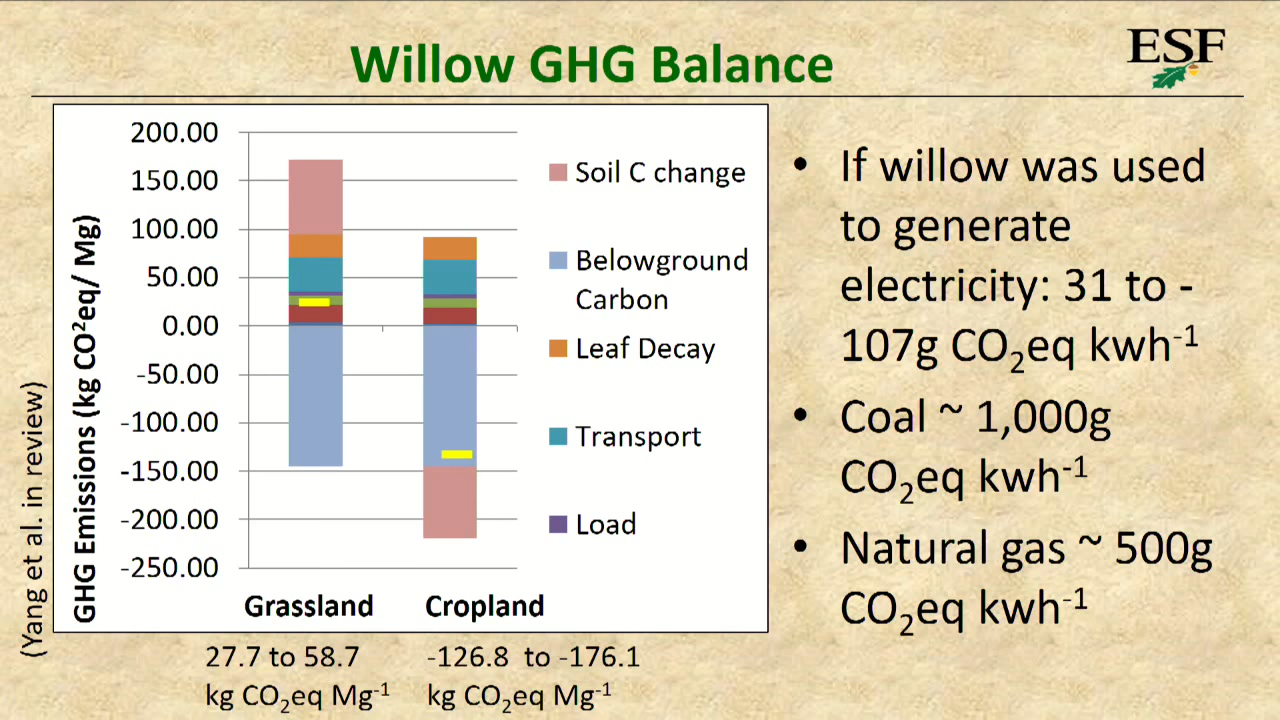 Willow GHG Balance
ESF
200.00
150.00
100.00
50.00
0.00
-50.00
-100.00
-150.00
-200.00
-250.00
GHG Emissions (kg CO²eq/ Mg)
(Yang et al. in review)
Grassland
Cropland
Soil C change
Belowground
Carbon
Leaf Decay
Transport
Load
27.7 to 58.7
kg CO₂eq Mg⁻¹
-126.8 to -176.1
kg CO₂eq Mg⁻¹
• If willow was used
to generate
electricity: 31 to -
107g CO₂eq kwh⁻¹
• Coal ~ 1,000g
CO₂eq kwh⁻¹
• Natural gas ~ 500g
CO₂eq kwh⁻¹